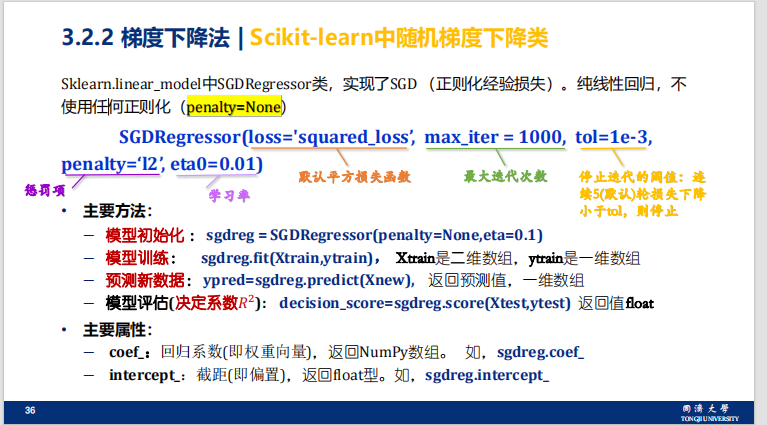 3.2.2 梯度下降法 | Scikit-learn中随机梯度下降类
Sklearn.linear_model中SGDRegressor类，实现了SGD （正则化经验损失）。纯线性回归，不
使用任何正则化（penalty=None）
SGDRegressor(loss='squared_loss’, max_iter = 1000, tol=1e-3,
penalty=‘l2’, eta0=0.01)
惩罚项
学习率
默认平方损失函数
最大迭代次数
停止迭代的阈值：连
续5(默认)轮损失下降
小于tol，则停止
• 主要方法：
– 模型初始化 ：sgdreg = SGDRegressor(penalty=None,eta=0.1)
– 模型训练： sgdreg.fit(Xtrain,ytrain)， Xtrain是二维数组，ytrain是一维数组
– 预测新数据：ypred=sgdreg.predict(Xnew), 返回预测值，一维数组
– 模型评估(决定系数R²)：decision_score=sgdreg.score(Xtest,ytest) 返回值float
• 主要属性：
– coef_：回归系数(即权重向量)，返回NumPy数组。 如，sgdreg.coef_
– intercept_：截距(即偏置)，返回float型。如，sgdreg.intercept_
36
同济大学
TONGJI UNIVERSITY